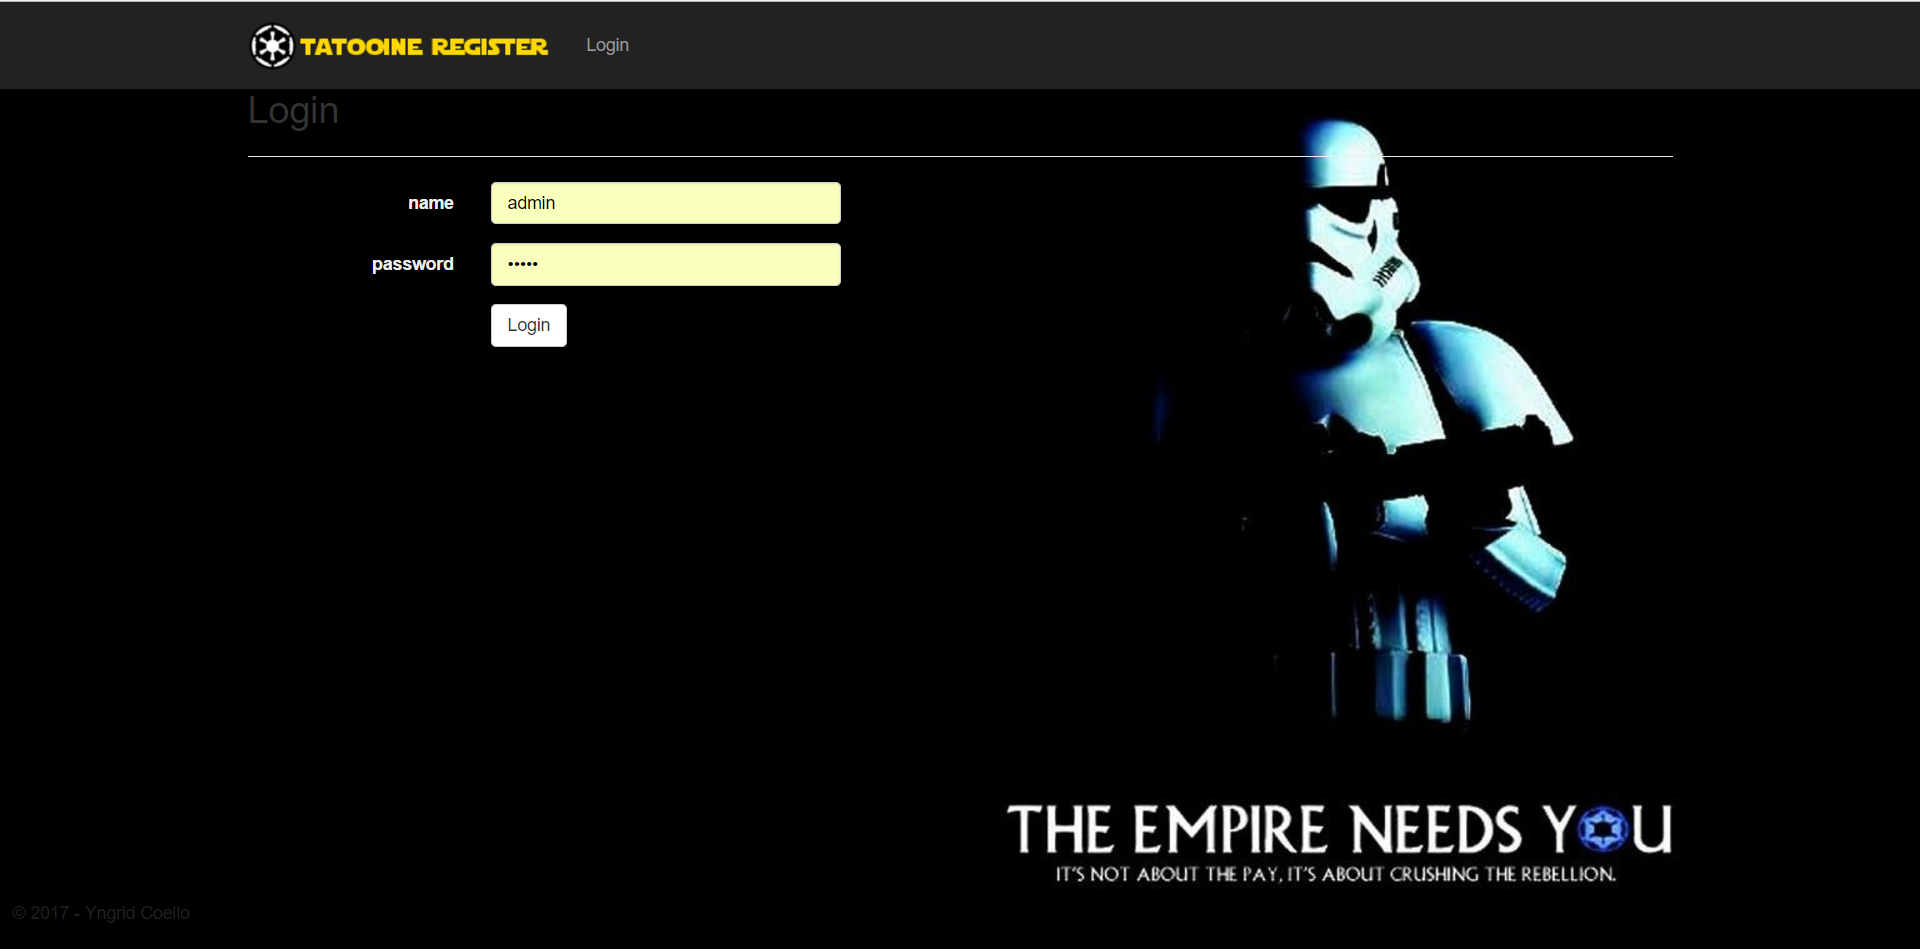 TATOOINE REGISTER Login
Login
name admin
password •••••
Login
THE EMPIRE NEEDS YOU
IT'S NOT ABOUT THE PAY, IT'S ABOUT CRUSHING THE REBELLION.
© 2017 - Yngrid Coello